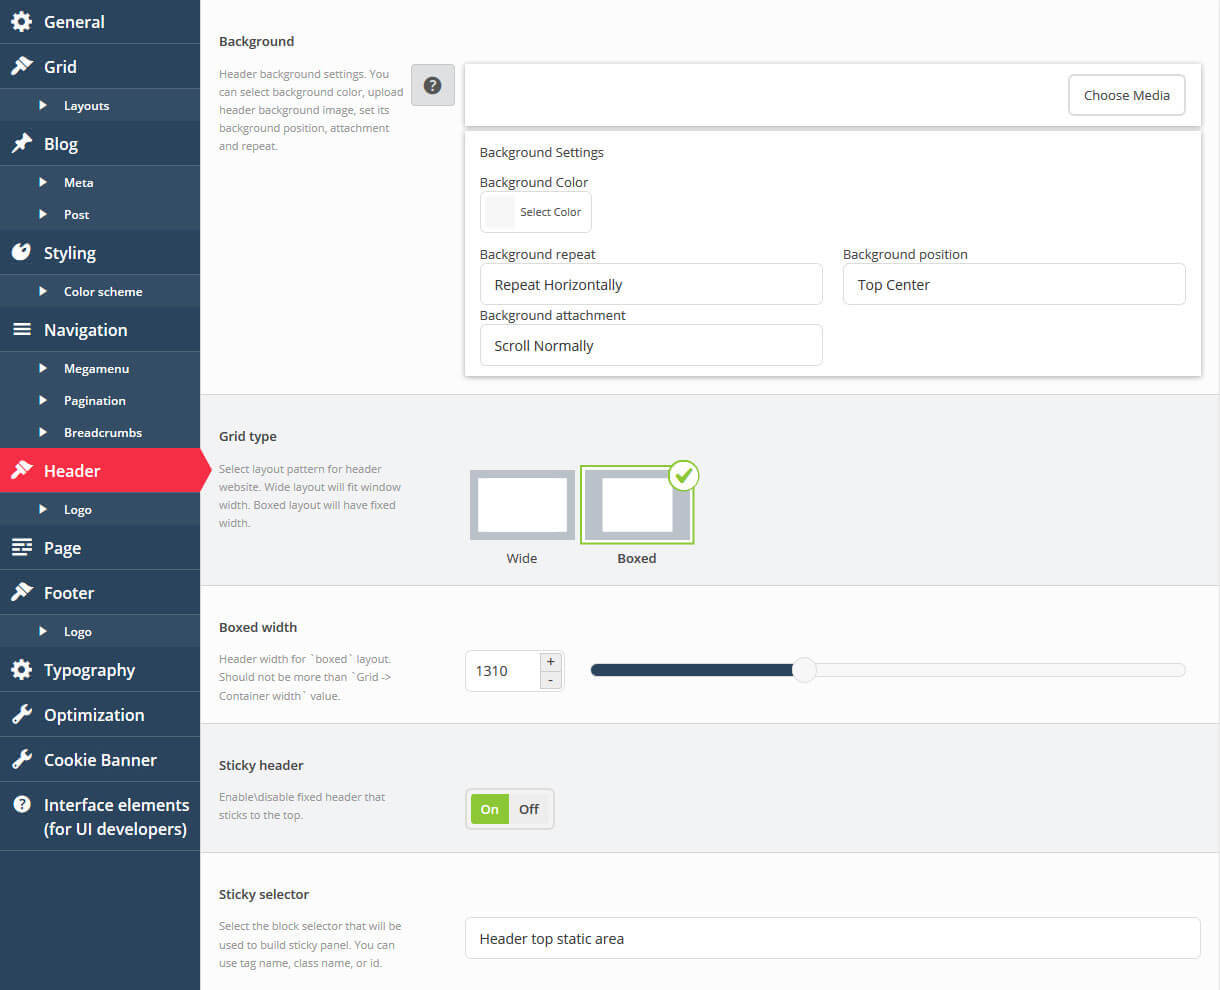 General
Grid
Layouts
Blog
Meta
Post
Styling
Color scheme
Navigation
Megamenu
Pagination
Breadcrumbs
Header
Logo
Page
Footer
Logo
Typography
Optimization
Cookie Banner
Interface elements
(for UI developers)
Background
Header background settings. You
can select background color, upload
header background image, set its
background position, attachment
and repeat.
?
Choose Media
Background Settings
Background Color
Select Color
Background repeat
Repeat Horizontally
Background position
Top Center
Background attachment
Scroll Normally
Grid type
Select layout pattern for header
website. Wide layout will fit window
width. Boxed layout will have fixed
width.
Wide
Boxed
Boxed width
Header width for `boxed` layout.
Should not be more than `Grid ->
Container width` value.
1310
+
-
Sticky header
Enable\disable fixed header that
sticks to the top.
On Off
Sticky selector
Select the block selector that will be
used to build sticky panel. You can
use tag name, class name, or id.
Header top static area